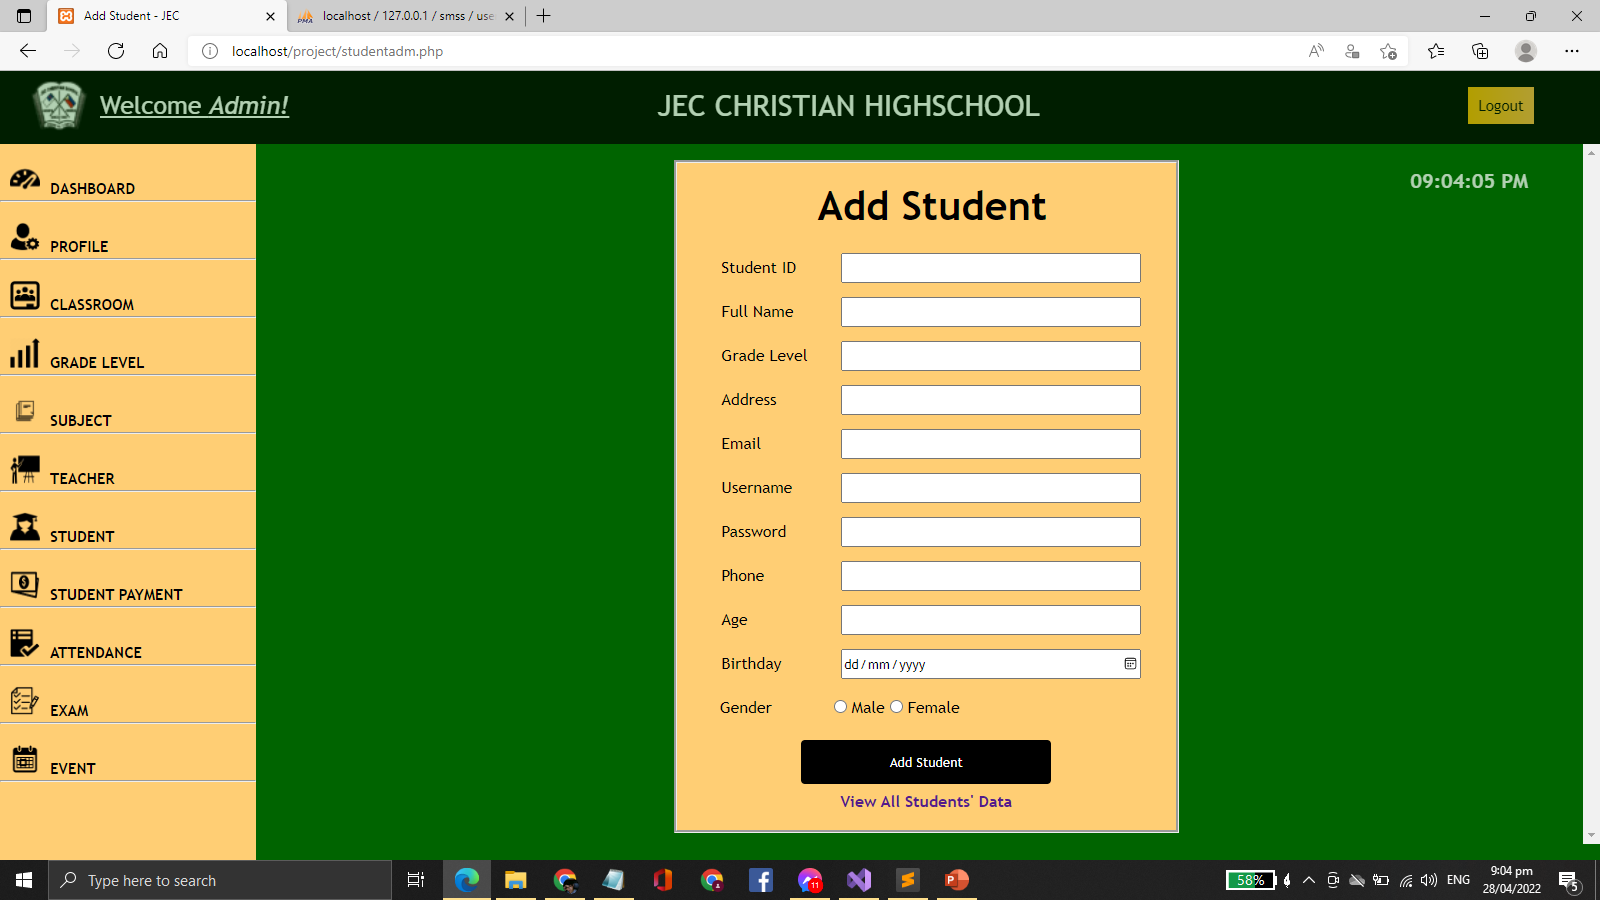 Add Student - JEC
localhost / 127.0.0.1 / smss / use
localhost/project/studentadm.php
Welcome Admin!
JEC CHRISTIAN HIGHSCHOOL
Logout
09:04:05 PM
DASHBOARD
PROFILE
CLASSROOM
GRADE LEVEL
SUBJECT
TEACHER
STUDENT
STUDENT PAYMENT
ATTENDANCE
EXAM
EVENT
Add Student
Student ID
Full Name
Grade Level
Address
Email
Username
Password
Phone
Age
Birthday dd/mm/yyyy
Gender Male Female
Add Student
View All Students' Data
Type here to search
11
58%
ENG
9:04 pm
28/04/2022
5